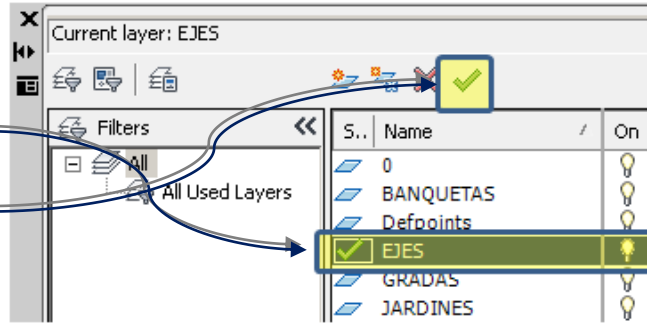 Current layer: EJES
Filters
All
All Used Layers
S.. Name On
0
BANQUETAS
Defpoints
EJES
GRADAS
JARDINES